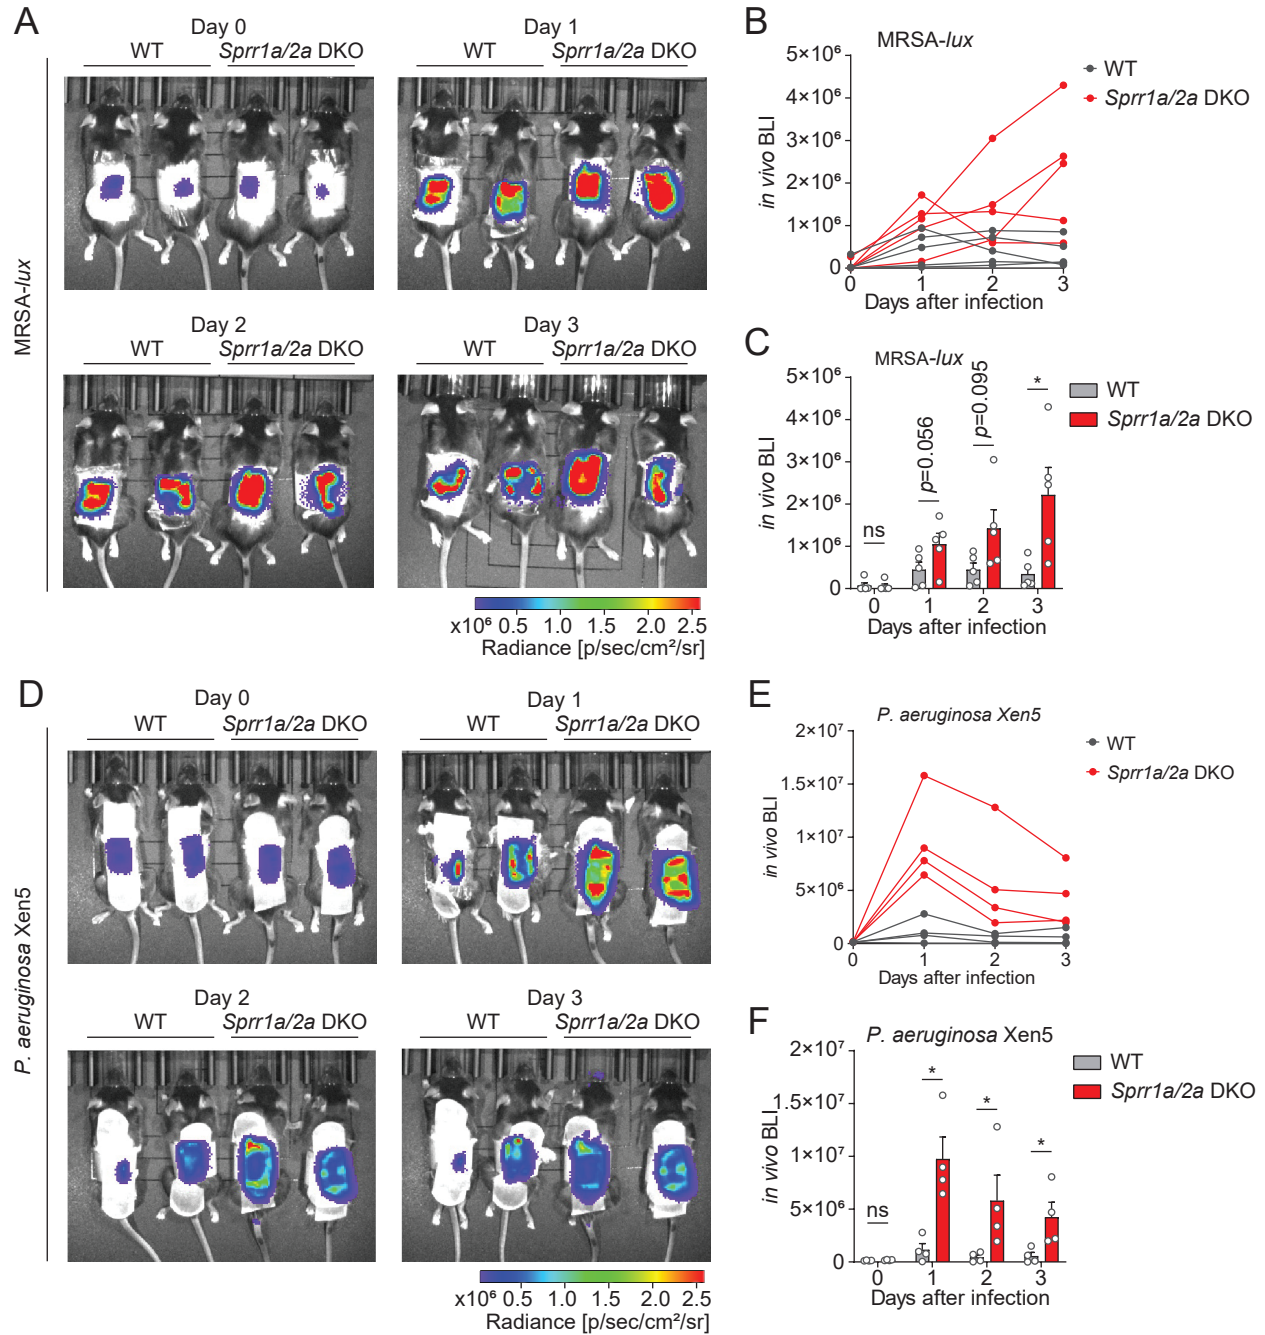 A
Day 0
WT
Sprr1a/2a DKO
Day 1
WT
Sprr1a/2a DKO
MRSA-lux
Day 2
WT
Sprr1a/2a DKO
Day 3
WT
Sprr1a/2a DKO
x10⁶ 0.5 1.0 1.5 2.0 2.5
Radiance [p/sec/cm²/sr]
B
MRSA-lux
in vivo BLI
5×10⁶
4×10⁶
3×10⁶
2×10⁶
1×10⁶
0
0 1 2 3
Days after infection
WT
Sprr1a/2a DKO
C
MRSA-lux
in vivo BLI
5×10⁶
4×10⁶
3×10⁶
2×10⁶
1×10⁶
0
ns
p=0.056
p=0.095
*
0 1 2 3
Days after infection
WT
Sprr1a/2a DKO
D
Day 0
WT
Sprr1a/2a DKO
Day 1
WT
Sprr1a/2a DKO
P. aeruginosa Xen5
Day 2
WT
Sprr1a/2a DKO
Day 3
WT
Sprr1a/2a DKO
x10⁶ 0.5 1.0 1.5 2.0 2.5
Radiance [p/sec/cm²/sr]
E
P. aeruginosa Xen5
in vivo BLI
2×10⁷
1.5×10⁷
1×10⁷
5×10⁶
0
0 1 2 3
Days after infection
WT
Sprr1a/2a DKO
F
P. aeruginosa Xen5
in vivo BLI
2×10⁷
1.5×10⁷
1×10⁷
5×10⁶
0
ns
*
*
*
0 1 2 3
Days after infection
WT
Sprr1a/2a DKO